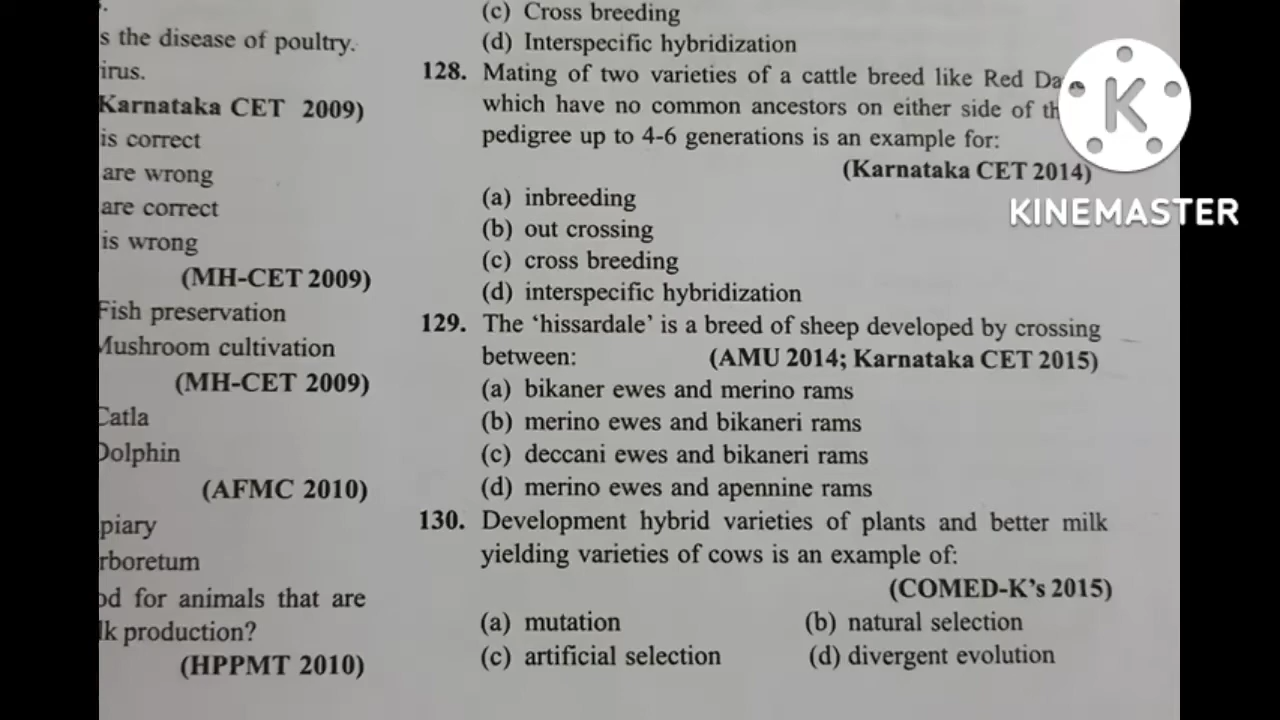 s the disease of poultry.
irus.
Karnataka CET 2009)
is correct
are wrong
are correct
is wrong
(MH-CET 2009)
Fish preservation
Mushroom cultivation
(MH-CET 2009)
Catla
Dolphin
(AFMC 2010)
piary
rboretum
od for animals that are
lk production?
(HPPMT 2010)
(c) Cross breeding
(d) Interspecific hybridization
128. Mating of two varieties of a cattle breed like Red Da
which have no common ancestors on either side of th
pedigree up to 4-6 generations is an example for:
(Karnataka CET 2014)
(a) inbreeding
(b) out crossing
(c) cross breeding
(d) interspecific hybridization
129. The ‘hissardale’ is a breed of sheep developed by crossing
between: (AMU 2014; Karnataka CET 2015)
(a) bikaner ewes and merino rams
(b) merino ewes and bikaneri rams
(c) deccani ewes and bikaneri rams
(d) merino ewes and apennine rams
130. Development hybrid varieties of plants and better milk
yielding varieties of cows is an example of:
(COMED-K’s 2015)
(a) mutation (b) natural selection
(c) artificial selection (d) divergent evolution
K
KINEMASTER